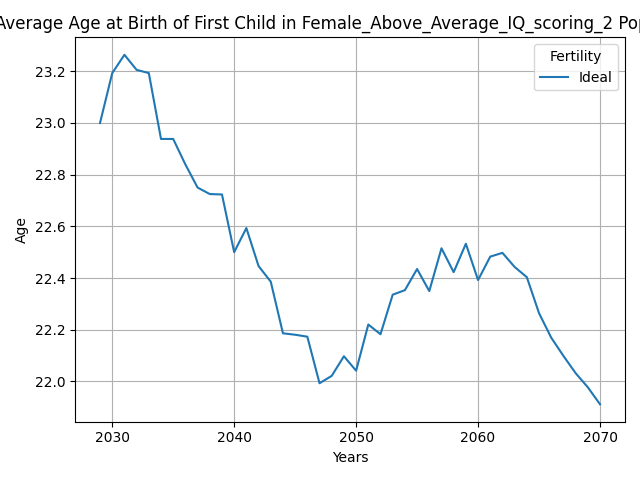 Average Age at Birth of First Child in Female_Above_Average_IQ_scoring_2
Fertility
Ideal
23.2
23.0
22.8
22.6
22.4
22.2
22.0
Age
2030 2040 2050 2060 2070
Years